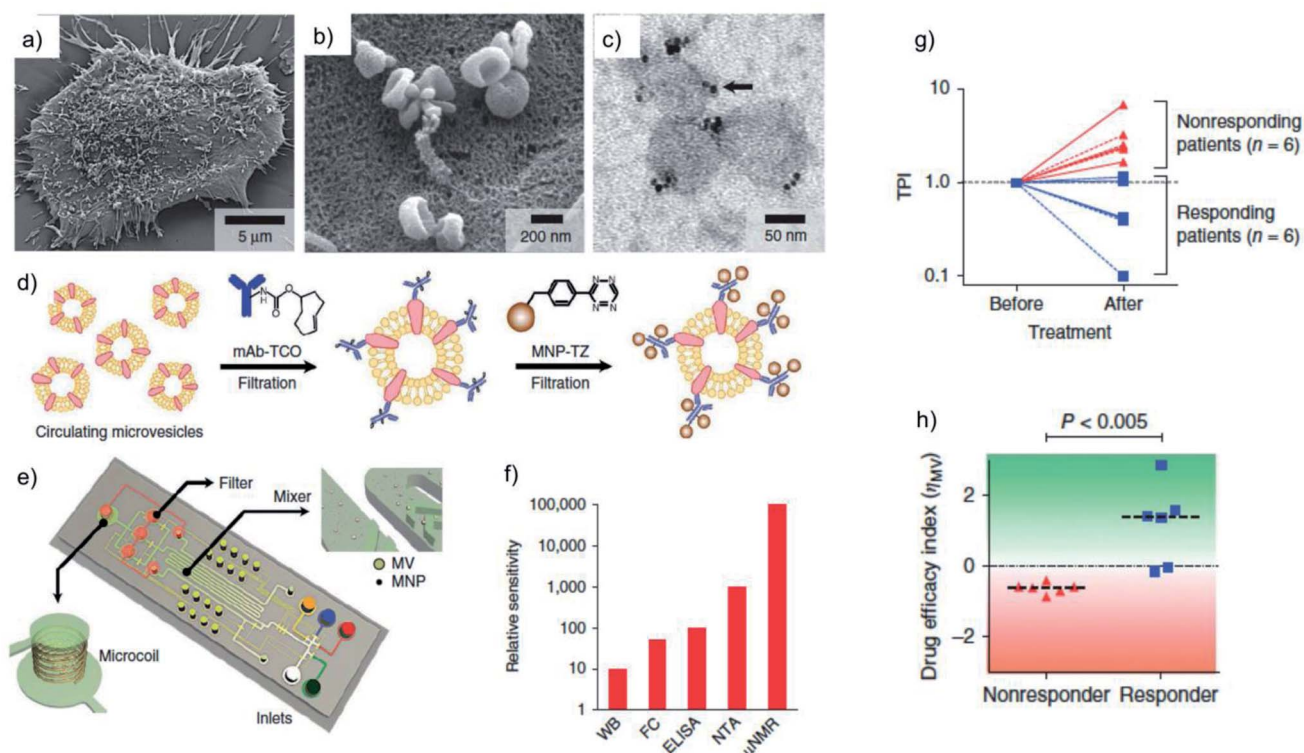 a)
5 μm
b)
200 nm
c)
50 nm
d)
Circulating microvesicles
mAb-TCO
Filtration
N
H
O
O
MNP-TZ
Filtration
N
N
N
N
e)
Filter
Mixer
MV
MNP
Microcoil
Inlets
f)
Relative sensitivity
100,000
10,000
1,000
100
10
1
WB
FC
ELISA
NTA
μNMR
g)
TPI
10
1.0
0.1
Before
After
Treatment
Nonresponding
patients (n = 6)
Responding
patients (n = 6)
h)
P < 0.005
Drug efficacy index (ηMV)
2
0
−2
Nonresponder
Responder